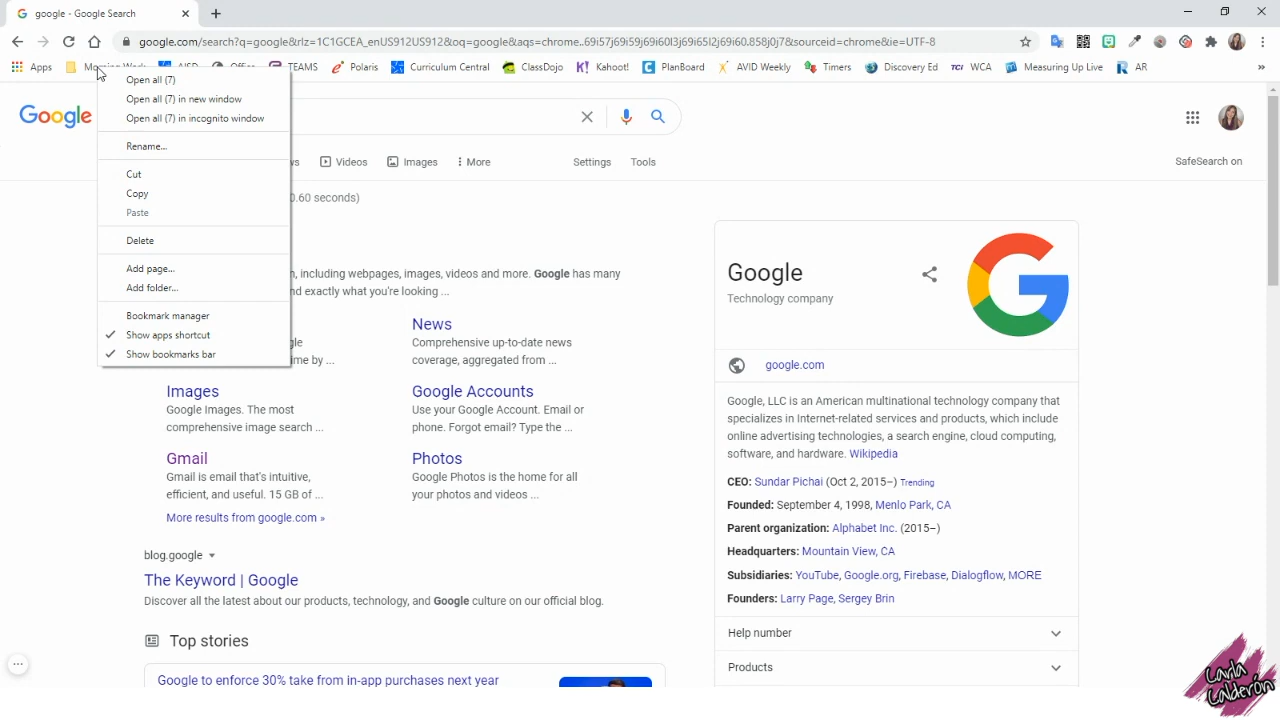 google - Google Search
google.com/search?q=google&rlz=1C1GCEA_enUS912US912&oq=google&aqs=chrome..69i57j69i59j69i60l3j69i65l2j69i60.858j0j7&sourceid=chrome&ie=UTF-8
Apps
TEAMS
Polaris
Curriculum Central
ClassDojo
Kahoot!
PlanBoard
AVID Weekly
Timers
Discovery Ed
TCI WCA
Measuring Up Live
AR
Open all (7)
Open all (7) in new window
Open all (7) in incognito window
Rename...
Cut
Copy
Paste
Delete
Add page...
Add folder...
Bookmark manager
Show apps shortcut
Show bookmarks bar
Google
Videos
Images
More
Settings
Tools
SafeSearch on
0.60 seconds)
including webpages, images, videos and more. Google has many
nd exactly what you're looking ...
News
Comprehensive up-to-date news
coverage, aggregated from ...
gle
time by ...
Images
Google Images. The most
comprehensive image search ...
Google Accounts
Use your Google Account. Email or
phone. Forgot email? Type the ...
Gmail
Gmail is email that's intuitive,
efficient, and useful. 15 GB of ...
Photos
Google Photos is the home for all
your photos and videos ...
More results from google.com »
blog.google
The Keyword | Google
Discover all the latest about our products, technology, and Google culture on our official blog.
Top stories
Google to enforce 30% take from in-app purchases next year
Google
Technology company
google.com
Google, LLC is an American multinational technology company that
specializes in Internet-related services and products, which include
online advertising technologies, a search engine, cloud computing,
software, and hardware. Wikipedia
CEO: Sundar Pichai (Oct 2, 2015–) Trending
Founded: September 4, 1998, Menlo Park, CA
Parent organization: Alphabet Inc. (2015–)
Headquarters: Mountain View, CA
Subsidiaries: YouTube, Google.org, Firebase, Dialogflow, MORE
Founders: Larry Page, Sergey Brin
Help number
Products
Carla
Calderón